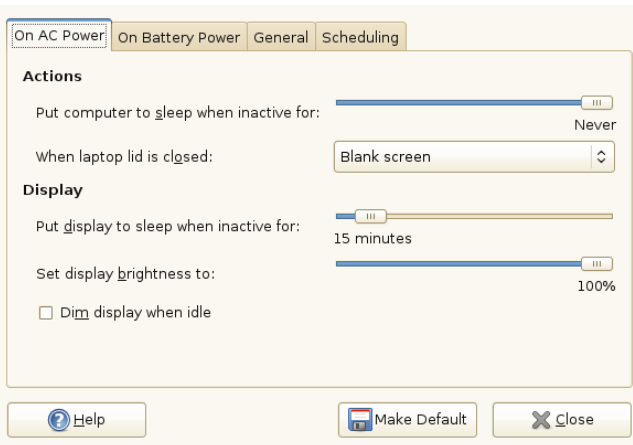 On AC Power On Battery Power General Scheduling
Actions
Put computer to sleep when inactive for:
Never
When laptop lid is closed: Blank screen
Display
Put display to sleep when inactive for:
15 minutes
Set display brightness to:
100%
Dim display when idle
Help Make Default Close